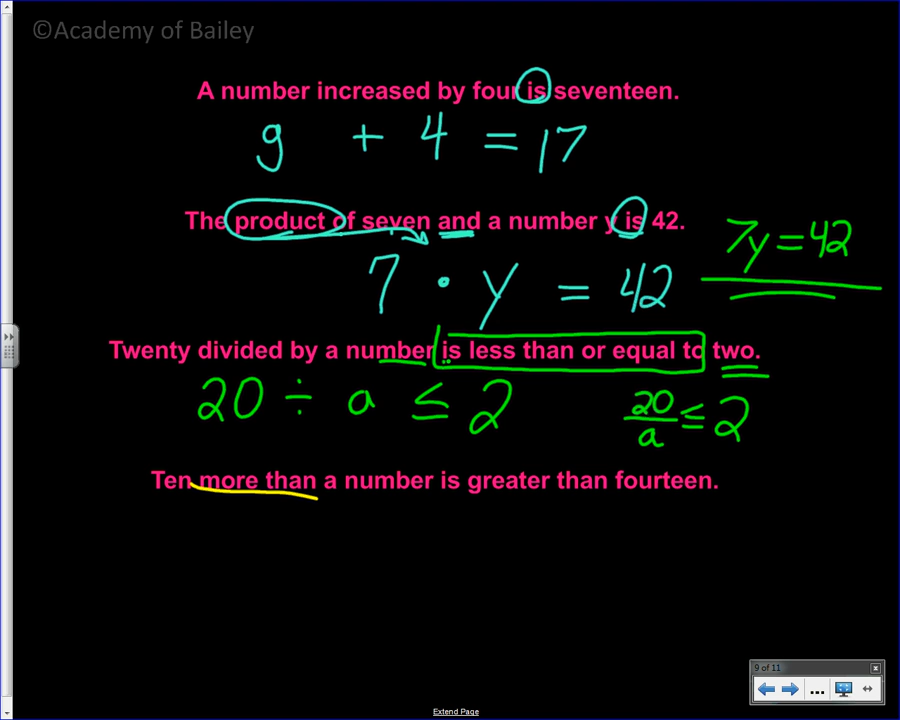 ©Academy of Bailey
A number increased by four is seventeen.
g + 4 = 17
The product of seven and a number y is 42.
7y = 42
7 · y = 42
Twenty divided by a number is less than or equal to two.
20 ÷ a ≤ 2
20/a ≤ 2
Ten more than a number is greater than fourteen.
9 of 11
x
...
Extend Page